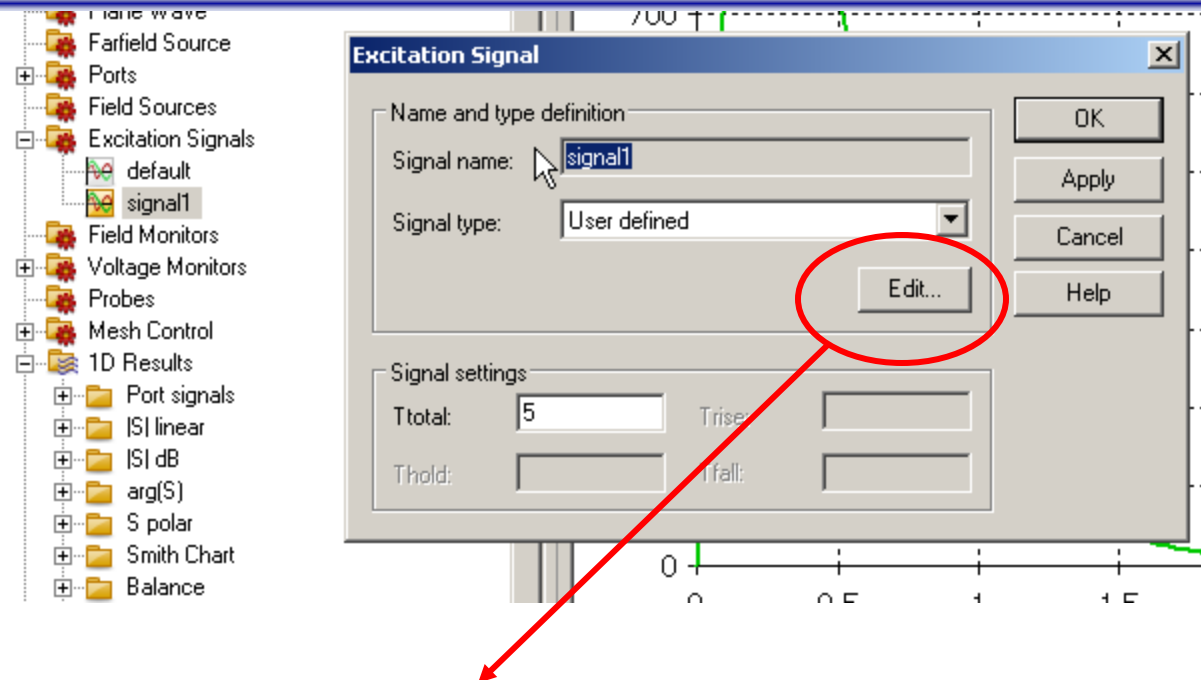 Plane Wave
Farfield Source
Ports
Field Sources
Excitation Signals
default
signal1
Field Monitors
Voltage Monitors
Probes
Mesh Control
1D Results
Port signals
|S| linear
|S| dB
arg(S)
S polar
Smith Chart
Balance
Excitation Signal
Name and type definition
Signal name: signal1
Signal type: User defined
Edit...
OK
Apply
Cancel
Help
Signal settings
Ttotal: 5 Trise:
Thold: Tfall:
700
0
0 0.5 1 1.5